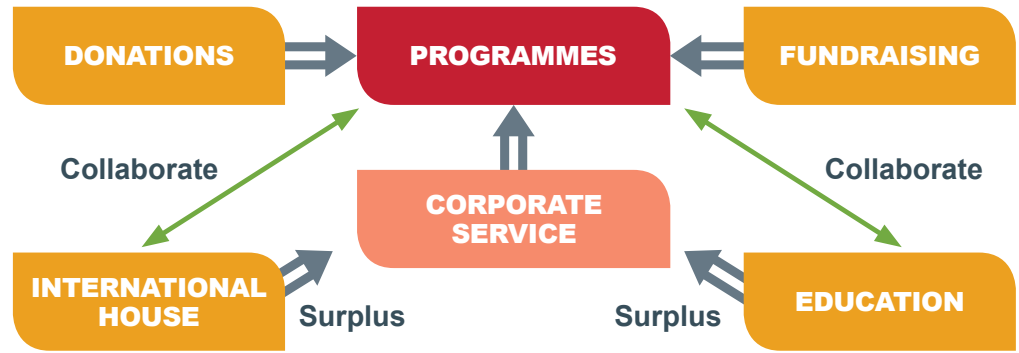 DONATIONS
PROGRAMMES
FUNDRAISING
Collaborate
Collaborate
CORPORATE
SERVICE
INTERNATIONAL
HOUSE
Surplus
Surplus
EDUCATION